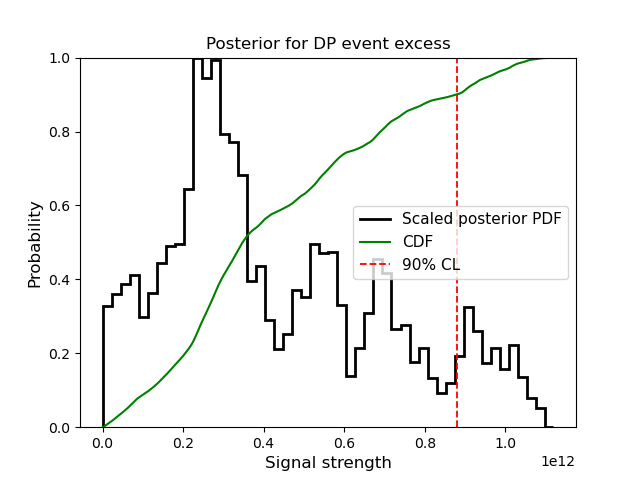 Posterior for DP event excess
Probability
1.0
0.8
0.6
0.4
0.2
0.0
Scaled posterior PDF
CDF
90% CL
0.0 0.2 0.4 0.6 0.8 1.0
1e12
Signal strength